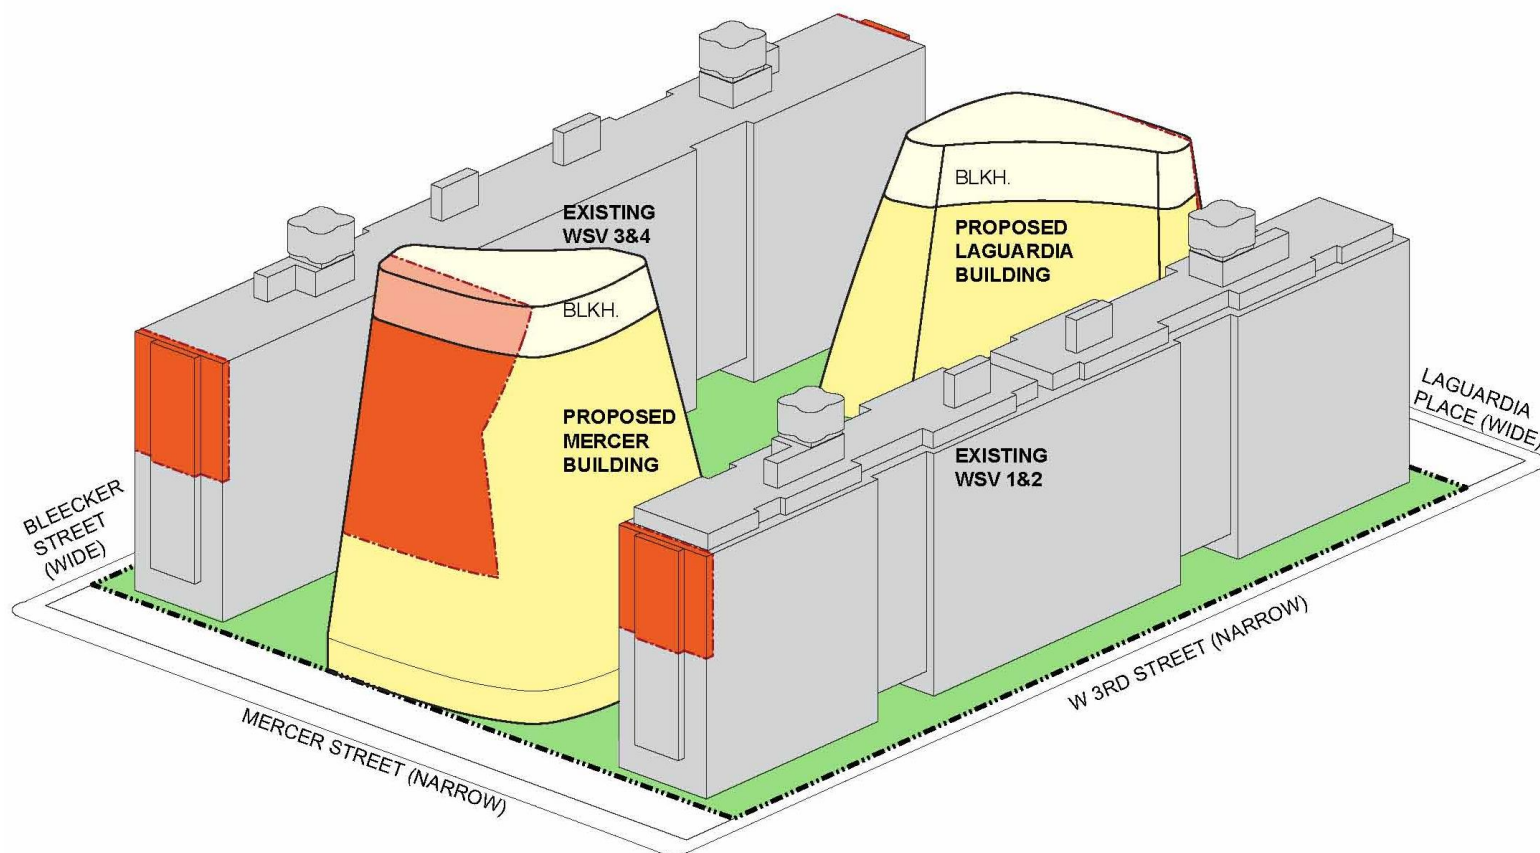 BLKH.
EXISTING
WSV 3&4
PROPOSED
LAGUARDIA
BUILDING
BLKH.
PROPOSED
MERCER
BUILDING
EXISTING
WSV 1&2
LAGUARDIA
PLACE (WIDE)
BLEECKER
STREET
(WIDE)
MERCER STREET (NARROW)
W 3RD STREET (NARROW)